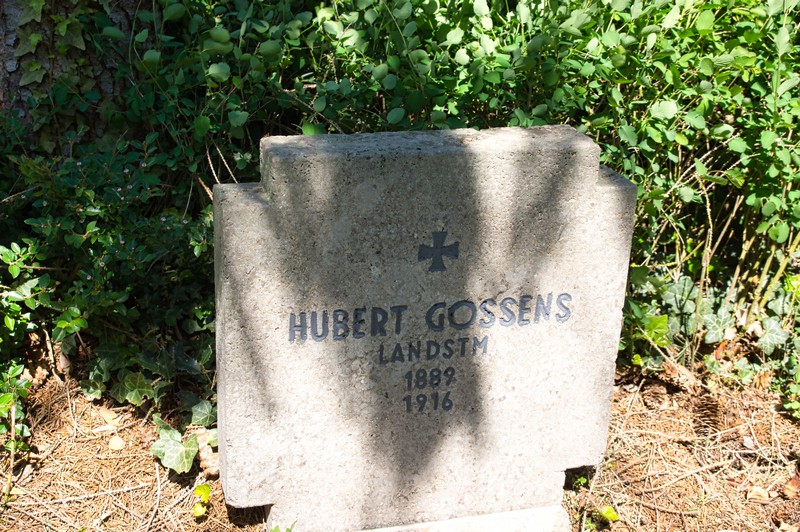 HUBERT GOSSENS
LANDSTM
1889
1916